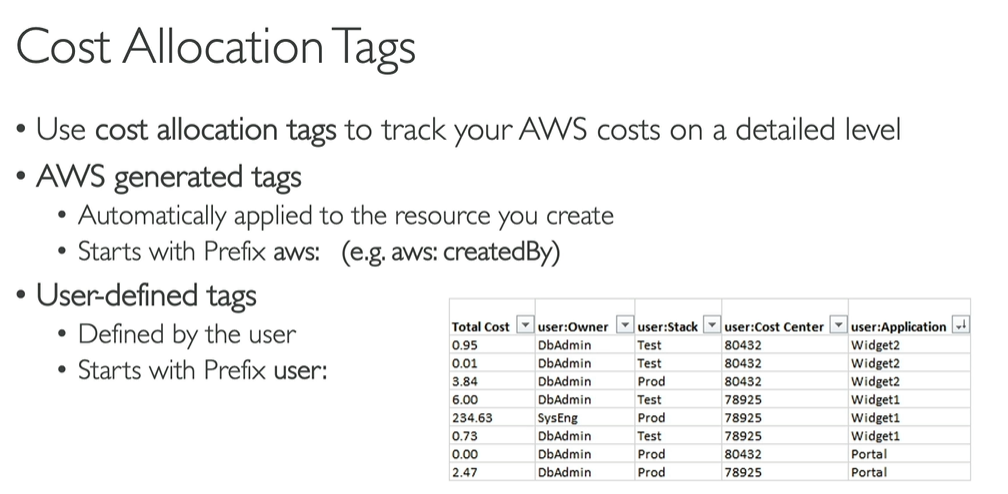 Cost Allocation Tags
• Use cost allocation tags to track your AWS costs on a detailed level
• AWS generated tags
• Automatically applied to the resource you create
• Starts with Prefix aws: (e.g. aws: createdBy)
• User-defined tags
• Defined by the user
• Starts with Prefix user:
Total Cost user:Owner user:Stack user:Cost Center user:Application
0.95 DbAdmin Test 80432 Widget2
0.01 DbAdmin Test 80432 Widget2
3.84 DbAdmin Prod 80432 Widget2
6.00 DbAdmin Test 78925 Widget1
234.63 SysEng Prod 78925 Widget1
0.73 DbAdmin Test 78925 Widget1
0.00 DbAdmin Prod 80432 Portal
2.47 DbAdmin Prod 78925 Portal